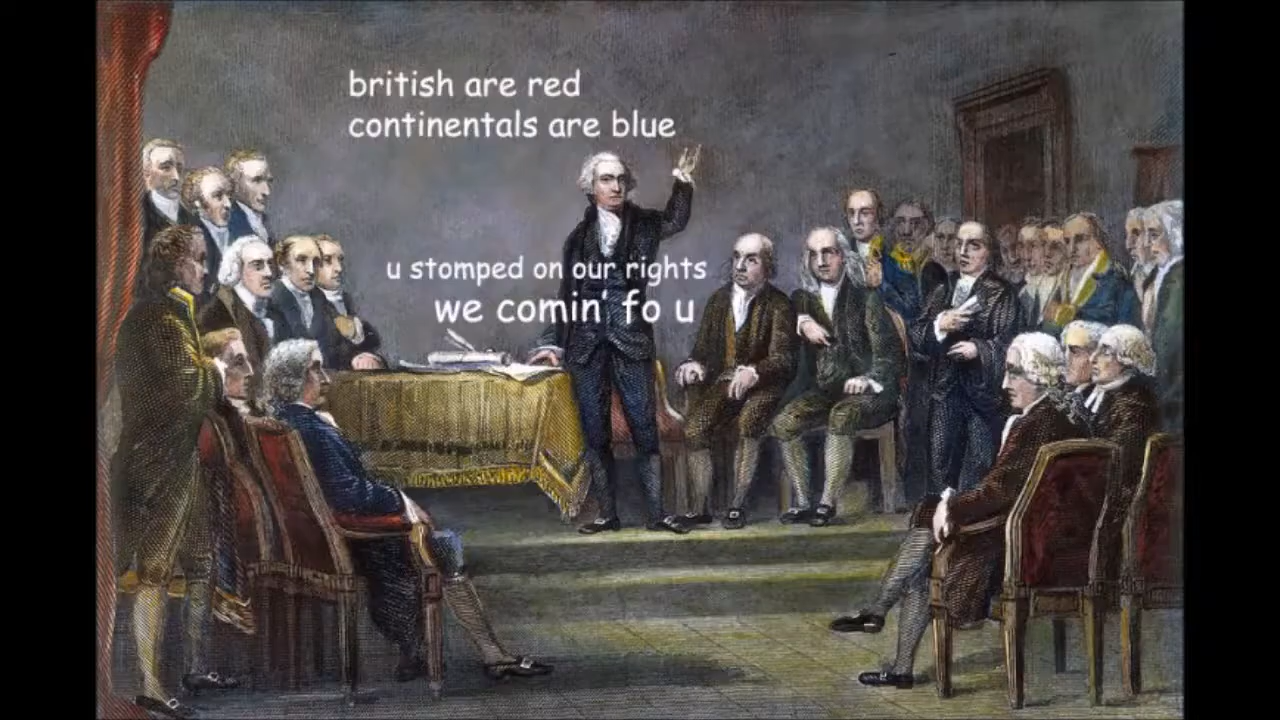 british are red
continentals are blue
u stomped on our rights
we comin' fo u